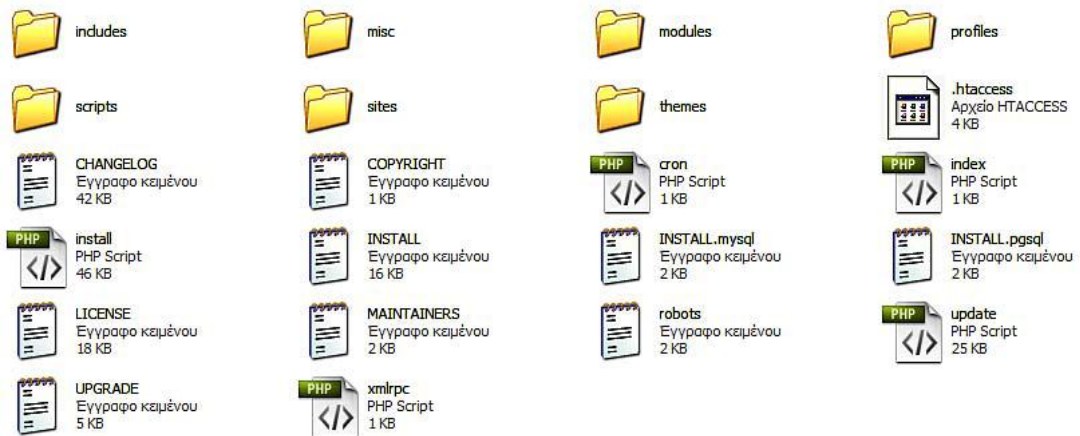 includes
misc
modules
profiles
scripts
sites
themes
.htaccess
Αρχείο HTACCESS
4 KB
CHANGELOG
Έγγραφο κειμένου
42 KB
COPYRIGHT
Έγγραφο κειμένου
1 KB
PHP
cron
PHP Script
1 KB
PHP
index
PHP Script
1 KB
PHP
install
PHP Script
46 KB
INSTALL
Έγγραφο κειμένου
16 KB
INSTALL.mysql
Έγγραφο κειμένου
2 KB
INSTALL.pgsql
Έγγραφο κειμένου
2 KB
LICENSE
Έγγραφο κειμένου
18 KB
MAINTAINERS
Έγγραφο κειμένου
2 KB
robots
Έγγραφο κειμένου
2 KB
PHP
update
PHP Script
25 KB
UPGRADE
Έγγραφο κειμένου
5 KB
PHP
xmlrpc
PHP Script
1 KB